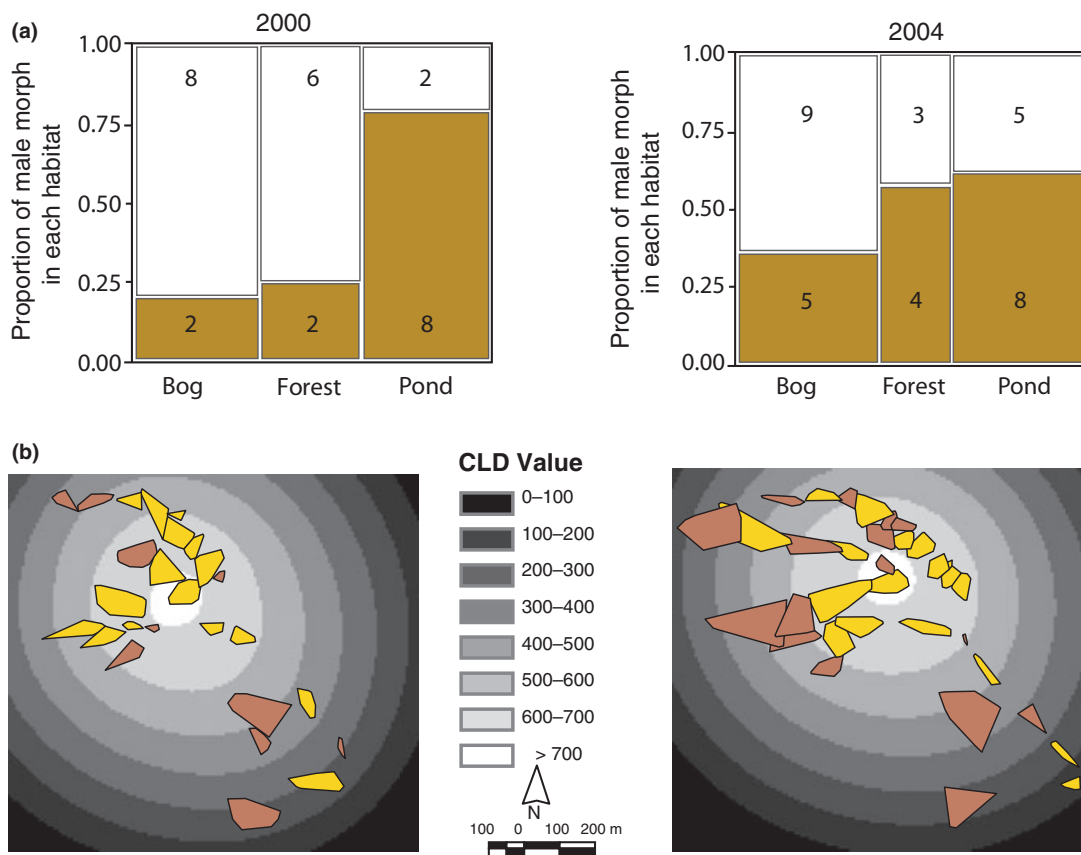 (a)
2000
Proportion of male morph
in each habitat
1.00
0.75
0.50
0.25
0.00
8
6
2
2
2
8
Bog
Forest
Pond
2004
Proportion of male morph
in each habitat
1.00
0.75
0.50
0.25
0.00
9
3
5
5
4
8
Bog
Forest
Pond
(b)
CLD Value
0–100
100–200
200–300
300–400
400–500
500–600
600–700
> 700
N
100 0 100 200 m